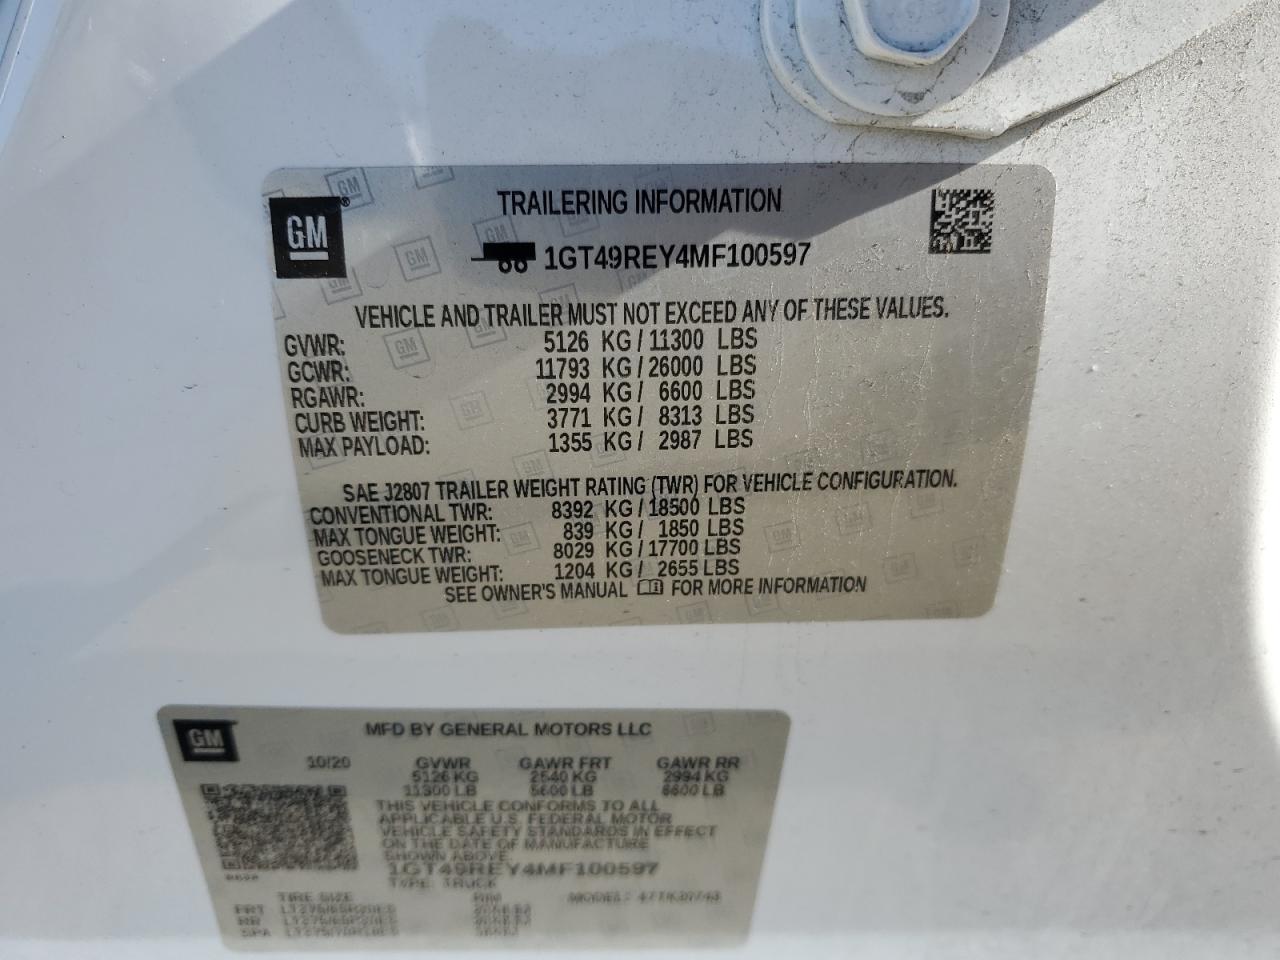 GM
®
TRAILERING INFORMATION
1GT49REY4MF100597
VEHICLE AND TRAILER MUST NOT EXCEED ANY OF THESE VALUES.
GVWR: 5126 KG / 11300 LBS
GCWR: 11793 KG / 26000 LBS
RGAWR: 2994 KG / 6600 LBS
CURB WEIGHT: 3771 KG / 8313 LBS
MAX PAYLOAD: 1355 KG / 2987 LBS
SAE J2807 TRAILER WEIGHT RATING (TWR) FOR VEHICLE CONFIGURATION.
CONVENTIONAL TWR: 8392 KG / 18500 LBS
MAX TONGUE WEIGHT: 839 KG / 1850 LBS
GOOSENECK TWR: 8029 KG / 17700 LBS
MAX TONGUE WEIGHT: 1204 KG / 2655 LBS
SEE OWNER'S MANUAL FOR MORE INFORMATION
GM
MFD BY GENERAL MOTORS LLC
10/20 GVWR GAWR FRT GAWR RR
5126 KG 2540 KG 2994 KG
11300 LB 5600 LB 6600 LB
THIS VEHICLE CONFORMS TO ALL
APPLICABLE U.S. FEDERAL MOTOR
VEHICLE SAFETY STANDARDS IN EFFECT
ON THE DATE OF MANUFACTURE
SHOWN ABOVE.
1GT49REY4MF100597
TYPE: TRUCK
TIRE SIZE RIM MODEL:
FRT
RR
SPA